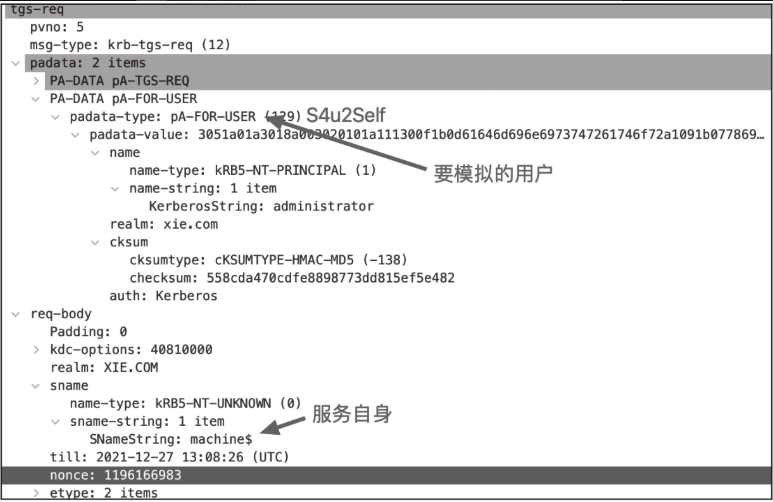 tgs-req
pvno: 5
msg-type: krb-tgs-req (12)
padata: 2 items
PA-DATA pA-TGS-REQ
PA-DATA pA-FOR-USER
padata-type: pA-FOR-USER (129) S4u2Self
padata-value: 3051a01a3018a003020101a111300f1b0d61646d696e6973747261746f72a1091b077869…
name
name-type: kRB5-NT-PRINCIPAL (1)
要模拟的用户
name-string: 1 item
KerberosString: administrator
realm: xie.com
cksum
cksumtype: cKSUMTYPE-HMAC-MD5 (-138)
checksum: 558cda470cdfe8898773dd815ef5e482
auth: Kerberos
req-body
Padding: 0
kdc-options: 40810000
realm: XIE.COM
sname
name-type: kRB5-NT-UNKNOWN (0)
服务自身
sname-string: 1 item
SNameString: machine$
till: 2021-12-27 13:08:26 (UTC)
nonce: 1196166983
etype: 2 items